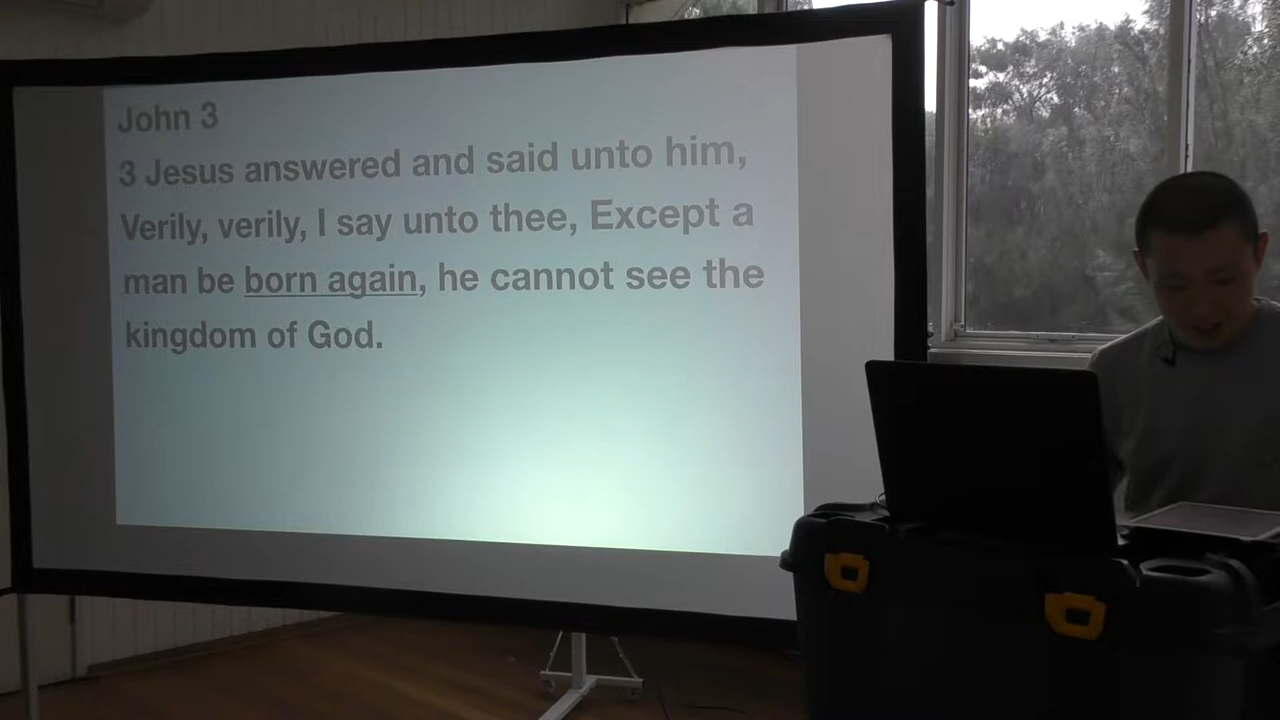 John 3
3 Jesus answered and said unto him,
Verily, verily, I say unto thee, Except a
man be born again, he cannot see the
kingdom of God.